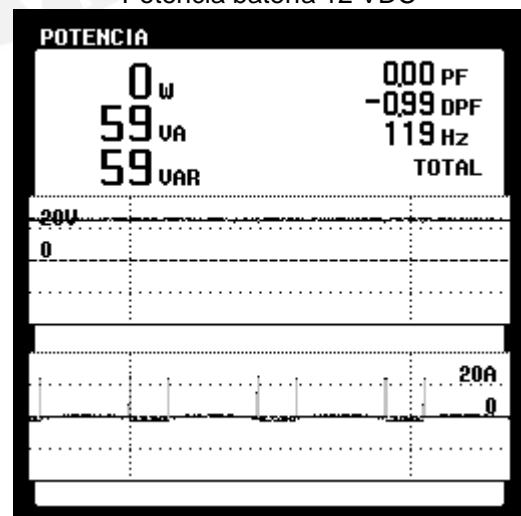 Potencia batería 12 VDC
POTENCIA
0 W
0,00 PF
59 VA
-0,99 DPF
119 Hz
59 VAR
TOTAL
20V
0
20A
0